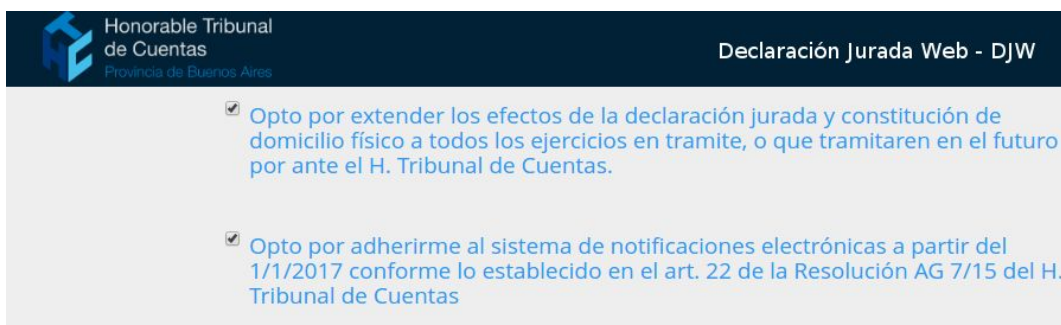 Honorable Tribunal
de Cuentas
Provincia de Buenos Aires
Declaración Jurada Web - DJW
Opto por extender los efectos de la declaración jurada y constitución de
domicilio físico a todos los ejercicios en tramite, o que tramitaren en el futuro
por ante el H. Tribunal de Cuentas.
Opto por adherirme al sistema de notificaciones electrónicas a partir del
1/1/2017 conforme lo establecido en el art. 22 de la Resolución AG 7/15 del H.
Tribunal de Cuentas